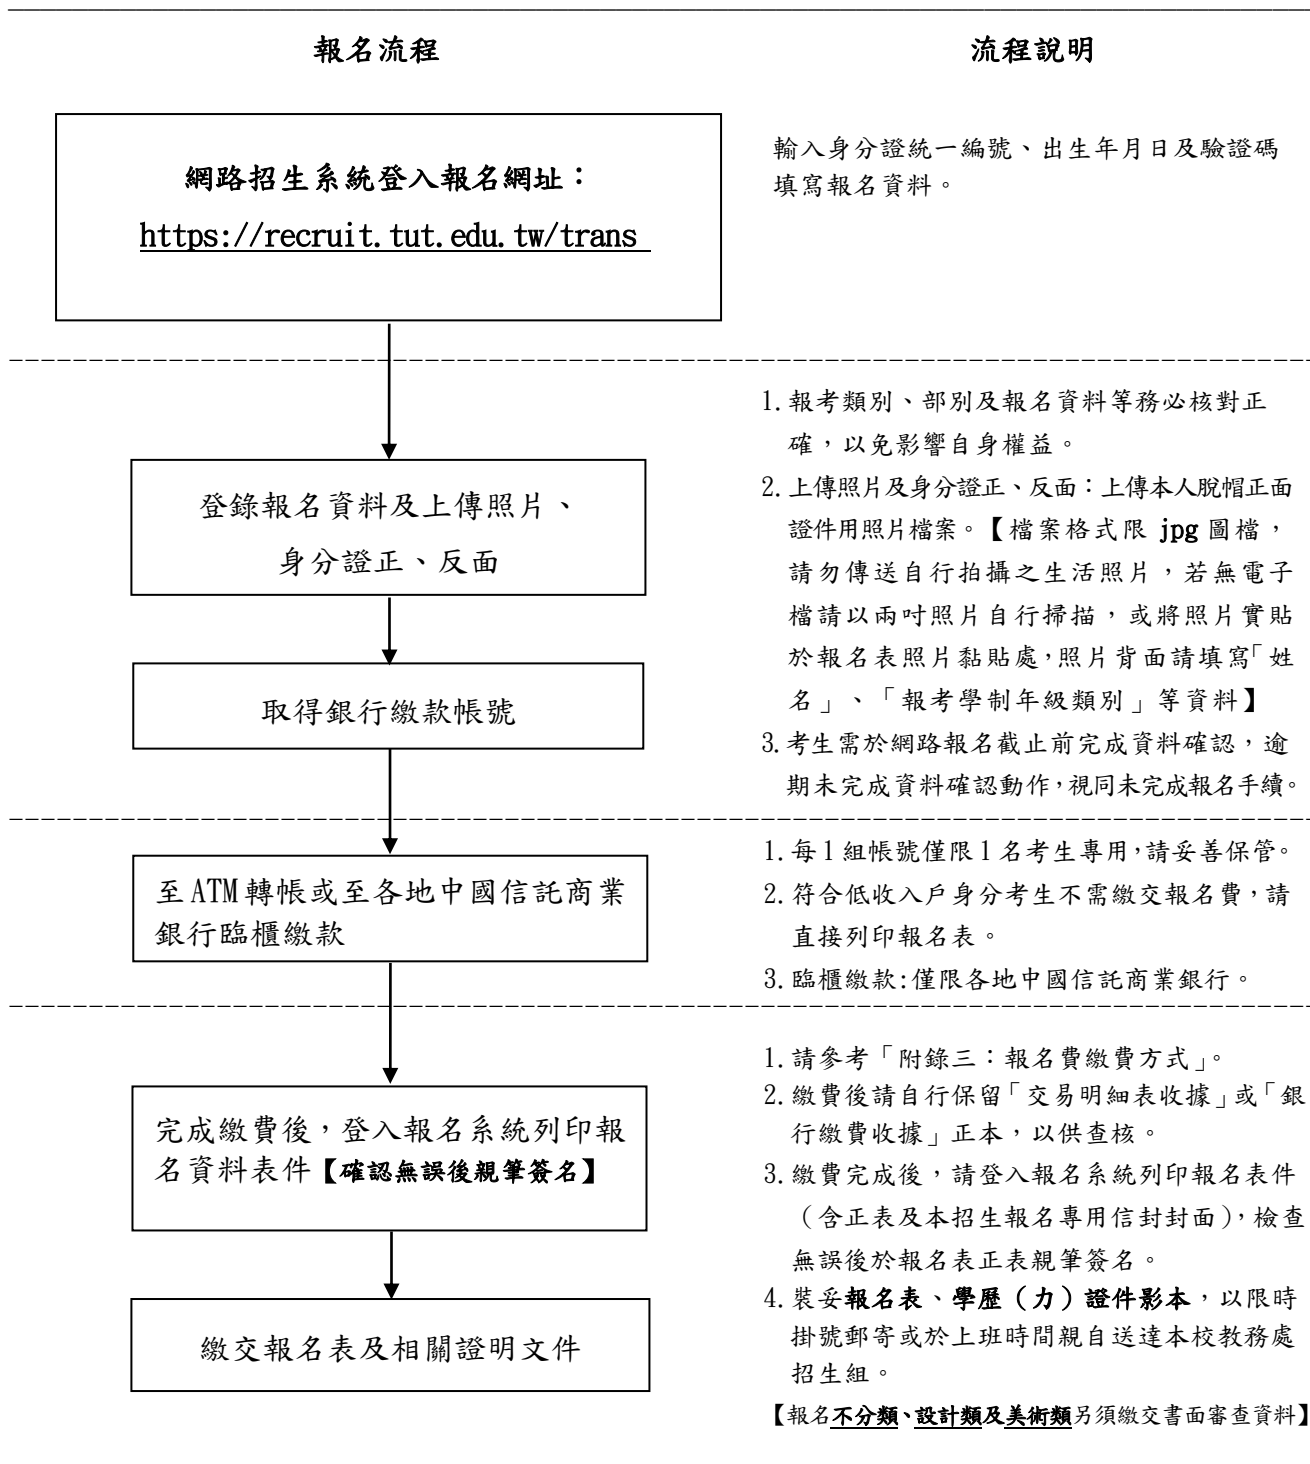 報名流程
流程說明
網路招生系統登入報名網址：
https://recruit.tut.edu.tw/trans
輸入身分證統一編號、出生年月日及驗證碼
填寫報名資料。
登錄報名資料及上傳照片、
身分證正、反面
取得銀行繳款帳號
1.報考類別、部別及報名資料等務必核對正
確，以免影響自身權益。
2.上傳照片及身分證正、反面：上傳本人脫帽正面
證件用照片檔案。【檔案格式限 jpg 圖檔，
請勿傳送自行拍攝之生活照片，若無電子
檔請以兩吋照片自行掃描，或將照片實貼
於報名表照片黏貼處，照片背面請填寫「姓
名」、「報考學制年級類別」等資料】
3.考生需於網路報名截止前完成資料確認，逾
期未完成資料確認動作，視同未完成報名手續。
至 ATM 轉帳或至各地中國信託商業
銀行臨櫃繳款
1.每1組帳號僅限1名考生專用，請妥善保管。
2.符合低收入戶身分考生不需繳交報名費，請
直接列印報名表。
3.臨櫃繳款:僅限各地中國信託商業銀行。
完成繳費後，登入報名系統列印報
名資料表件【確認無誤後親筆簽名】
繳交報名表及相關證明文件
1.請參考「附錄三：報名費繳費方式」。
2.繳費後請自行保留「交易明細表收據」或「銀
行繳費收據」正本，以供查核。
3.繳費完成後，請登入報名系統列印報名表件
（含正表及本招生報名專用信封封面），檢查
無誤後於報名表正表親筆簽名。
4.裝妥報名表、學歷（力）證件影本，以限時
掛號郵寄或於上班時間親自送達本校教務處
招生組。
【報名不分類、設計類及美術類另須繳交書面審查資料】